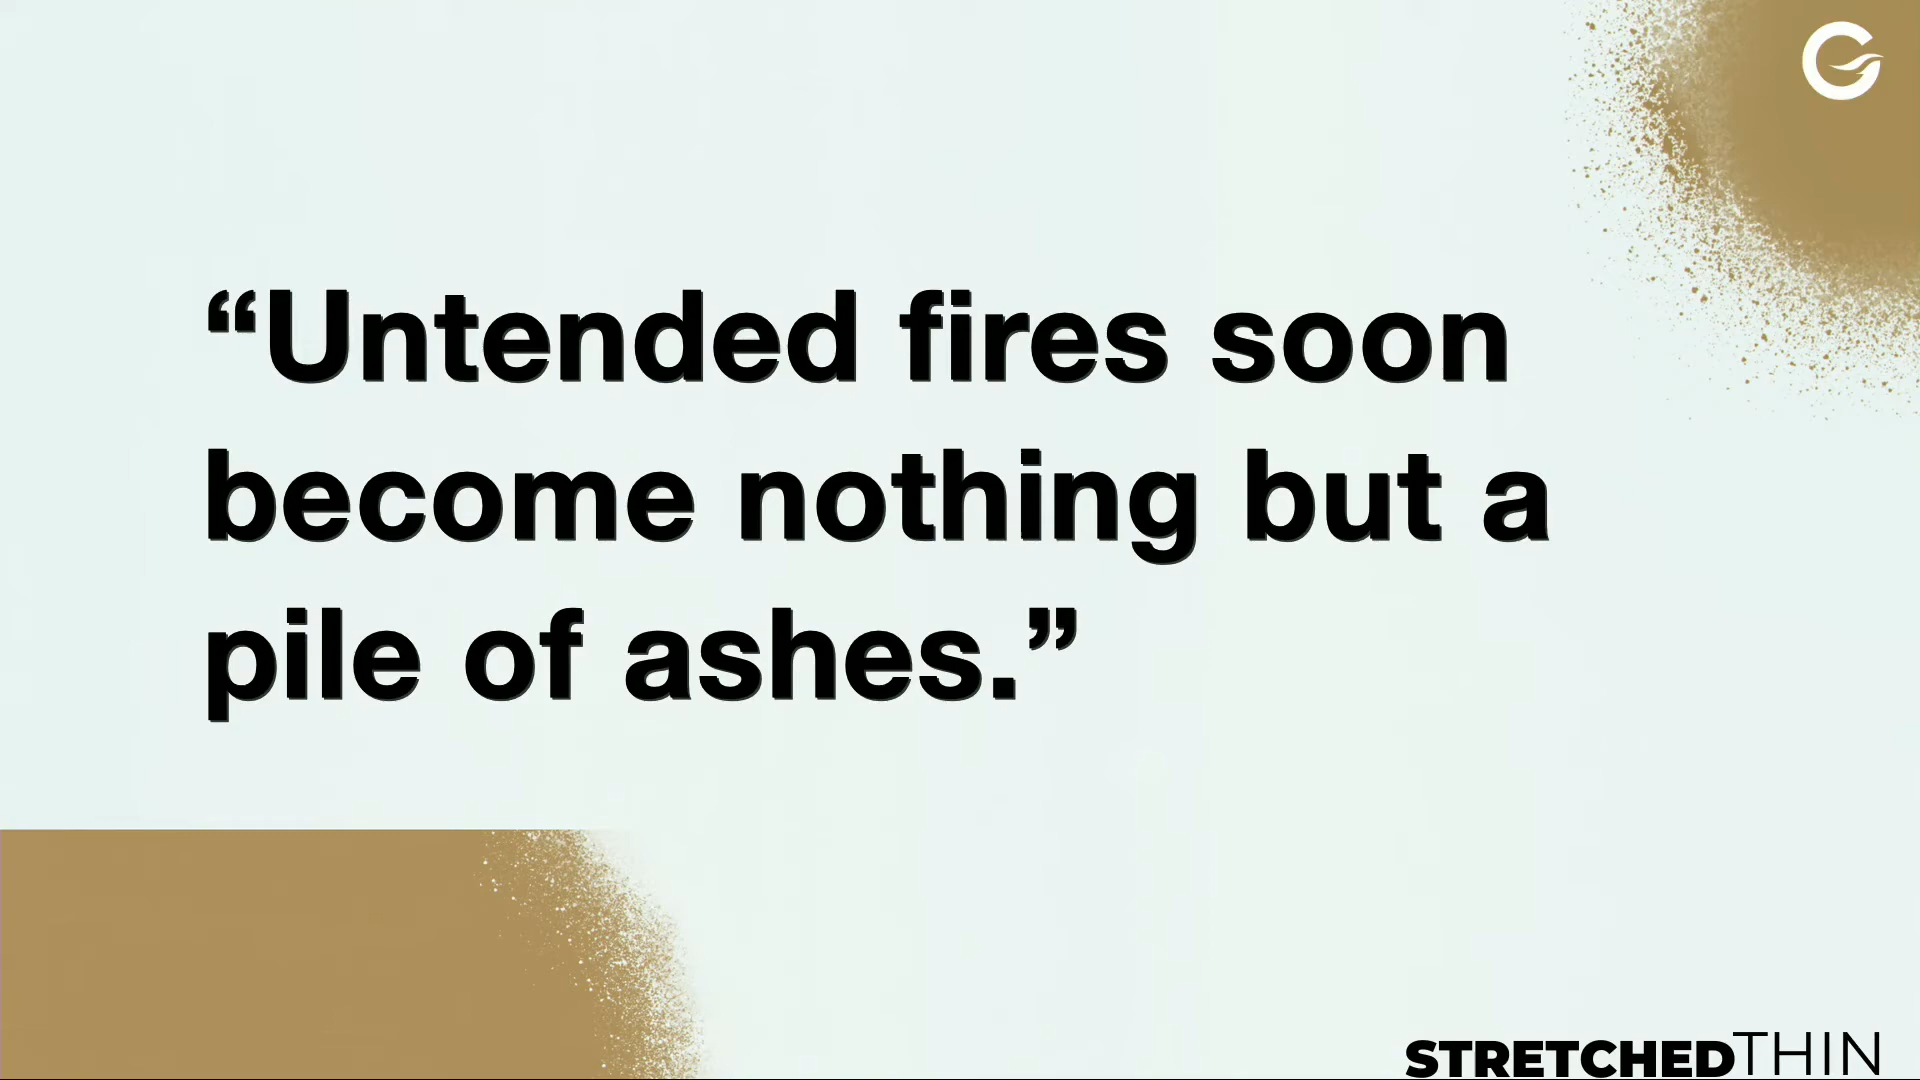 “Untended fires soon
become nothing but a
pile of ashes.”
STRETCHEDTHIN